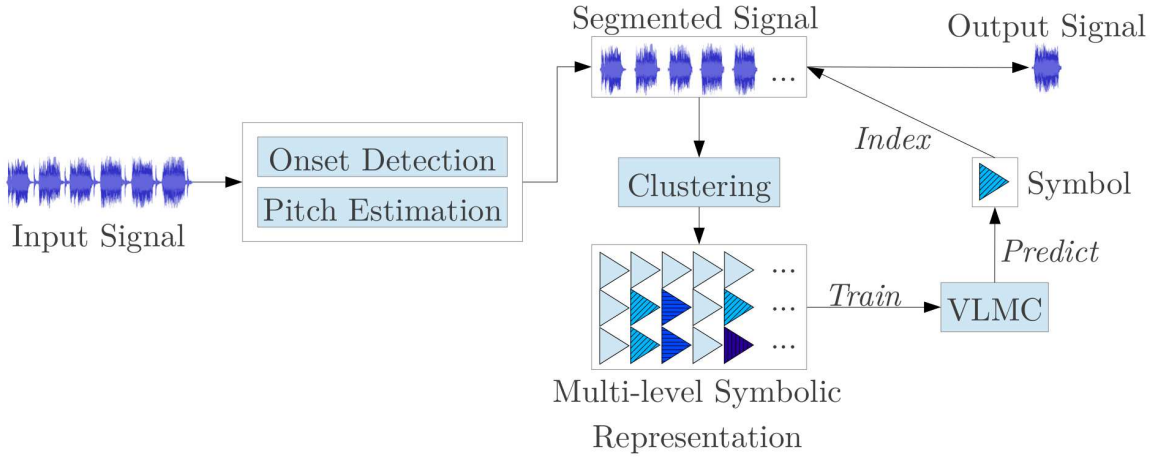 Segmented Signal
Output Signal
...
Onset Detection
Pitch Estimation
Input Signal
Clustering
Index
Symbol
Predict
...
...
...
Train
VLMC
Multi-level Symbolic
Representation